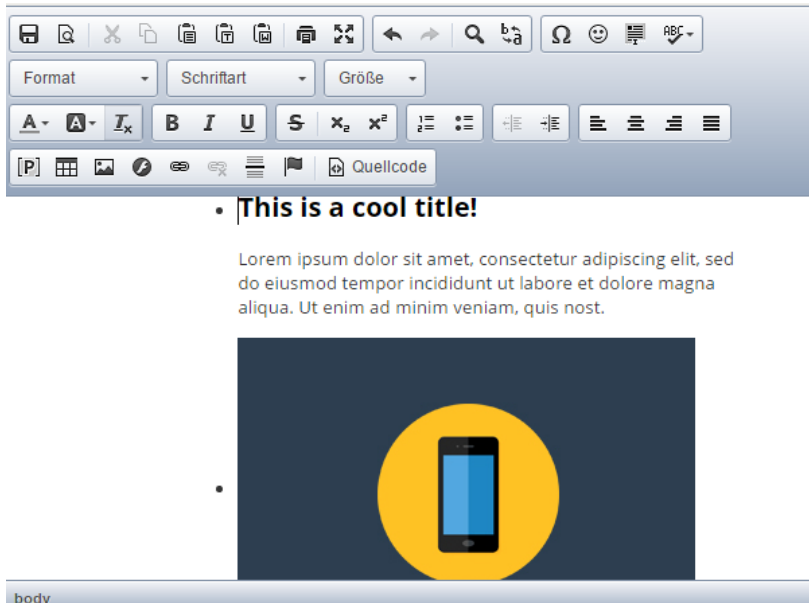 Format
Schriftart
Größe
[P]
Quellcode
• This is a cool title!
Lorem ipsum dolor sit amet, consectetur adipiscing elit, sed
do eiusmod tempor incididunt ut labore et dolore magna
aliqua. Ut enim ad minim veniam, quis nost.
•
body